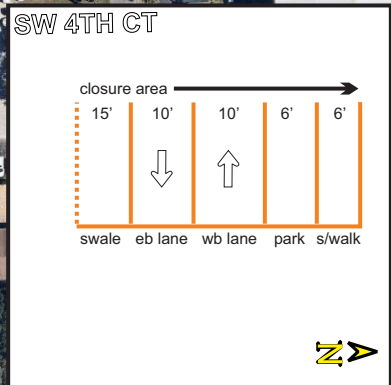 SW 4TH CT
closure area
15' 10' 10' 6' 6'
swale eb lane wb lane park s/walk
N